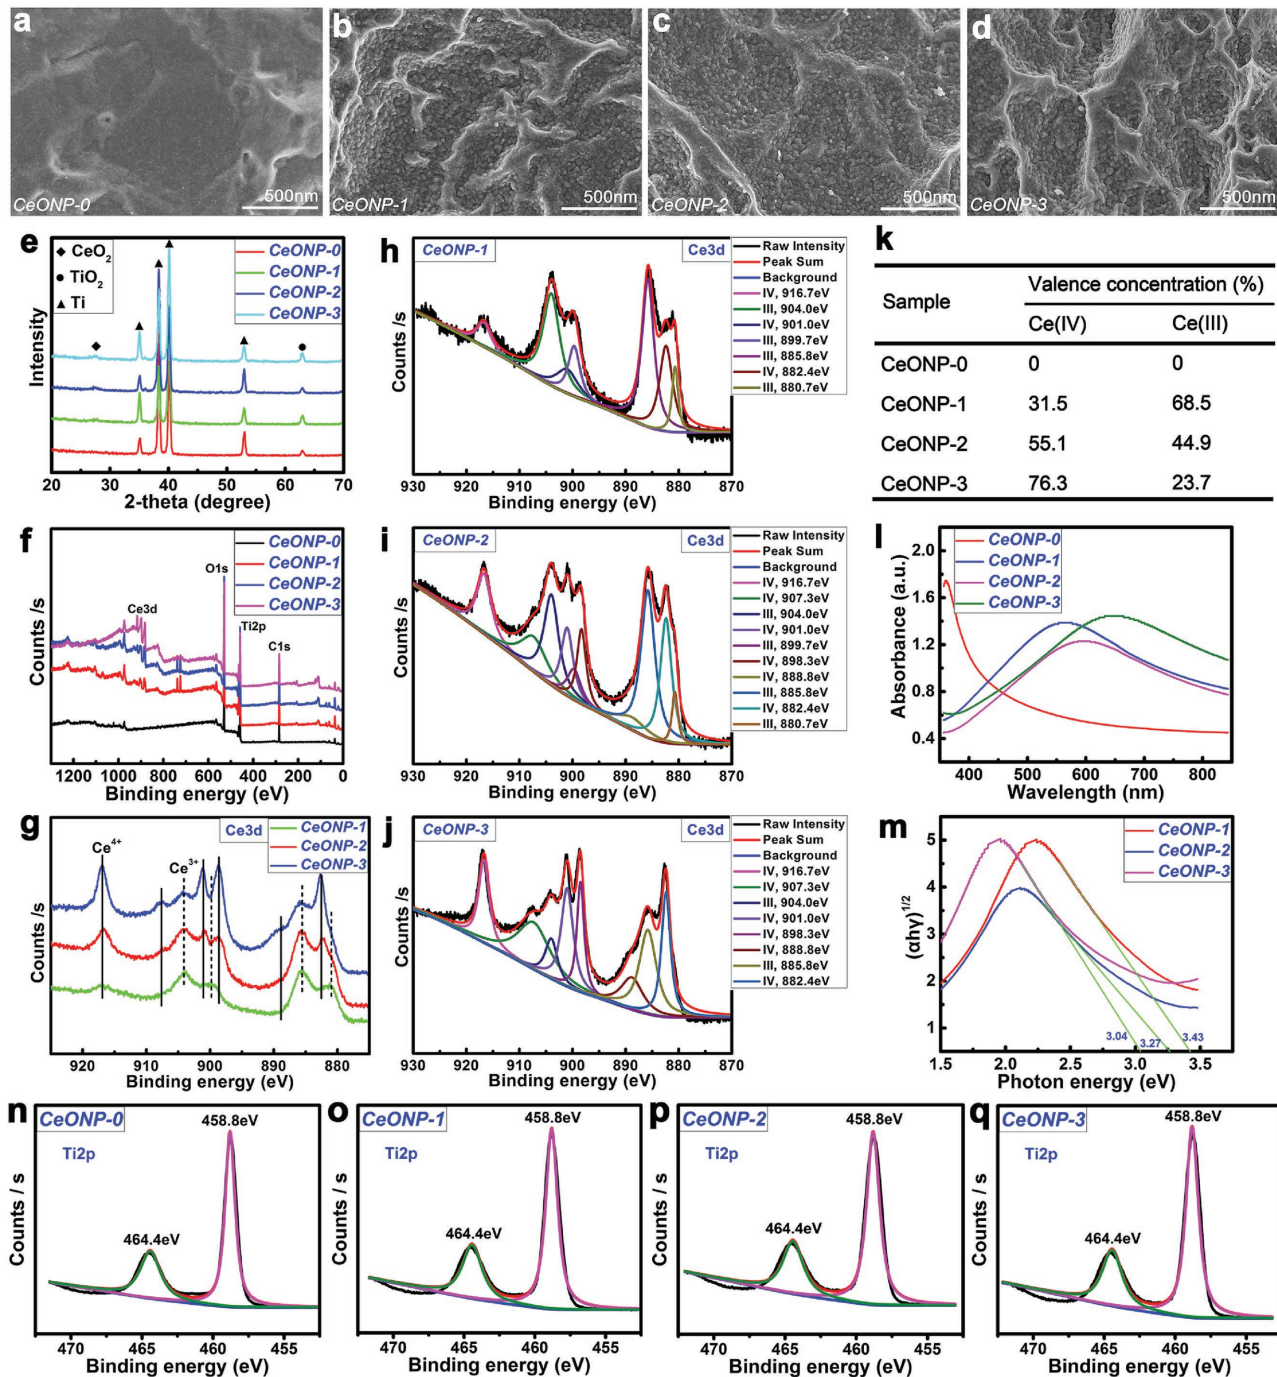 a
CeONP-0
500nm
b
CeONP-1
500nm
c
CeONP-2
500nm
d
CeONP-3
500nm
e
◆ CeO₂
● TiO₂
▲ Ti
CeONP-0
CeONP-1
CeONP-2
CeONP-3
Intensity
20 30 40 50 60 70
2-theta (degree)
f
CeONP-0
CeONP-1
CeONP-2
CeONP-3
O1s
Ce3d
Ti2p
C1s
Counts /s
1200 1000 800 600 400 200 0
Binding energy (eV)
g
Ce3d
CeONP-1
CeONP-2
CeONP-3
Ce⁴⁺
Ce³⁺
Counts /s
920 910 900 890 880
Binding energy (eV)
h
CeONP-1
Ce3d
Raw Intensity
Peak Sum
Background
IV, 916.7eV
III, 904.0eV
IV, 901.0eV
III, 899.7eV
III, 885.8eV
IV, 882.4eV
III, 880.7eV
Counts /s
930 920 910 900 890 880 870
Binding energy (eV)
i
CeONP-2
Ce3d
Raw Intensity
Peak Sum
Background
IV, 916.7eV
IV, 907.3eV
III, 904.0eV
IV, 901.0eV
III, 899.7eV
IV, 898.3eV
IV, 888.8eV
III, 885.8eV
IV, 882.4eV
III, 880.7eV
Counts /s
930 920 910 900 890 880 870
Binding energy (eV)
j
CeONP-3
Ce3d
Raw Intensity
Peak Sum
Background
IV, 916.7eV
IV, 907.3eV
III, 904.0eV
IV, 901.0eV
IV, 898.3eV
IV, 888.8eV
III, 885.8eV
IV, 882.4eV
Counts /s
930 920 910 900 890 880 870
Binding energy (eV)
k
Sample Valence concentration (%)
Ce(IV) Ce(III)
CeONP-0 0 0
CeONP-1 31.5 68.5
CeONP-2 55.1 44.9
CeONP-3 76.3 23.7
l
CeONP-0
CeONP-1
CeONP-2
CeONP-3
Absorbance (a.u.)
2.0
1.6
1.2
0.8
0.4
400 500 600 700 800
Wavelength (nm)
m
CeONP-1
CeONP-2
CeONP-3
(αhγ)¹/²
5
4
3
2
1
3.04 3.27 3.43
1.5 2.0 2.5 3.0 3.5
Photon energy (eV)
n
CeONP-0
Ti2p
458.8eV
464.4eV
Counts / s
470 465 460 455
Binding energy (eV)
o
CeONP-1
Ti2p
458.8eV
464.4eV
Counts / s
470 465 460 455
Binding energy (eV)
p
CeONP-2
Ti2p
458.8eV
464.4eV
Counts / s
470 465 460 455
Binding energy (eV)
q
CeONP-3
Ti2p
458.8eV
464.4eV
Counts / s
470 465 460 455
Binding energy (eV)